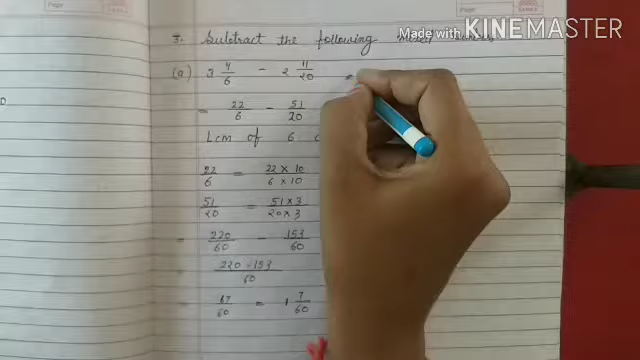 Made with KINEMASTER
3. Subtract the following
(a) 3 4/6 - 2 11/20 =
= 22/6 - 51/20
Lcm of 6
22/6 = 22 × 10 / 6 × 10
51/20 = 51 × 3 / 20 × 3
= 220/60 - 153/60
= 220 - 153 / 60
= 67/60 = 1 7/60